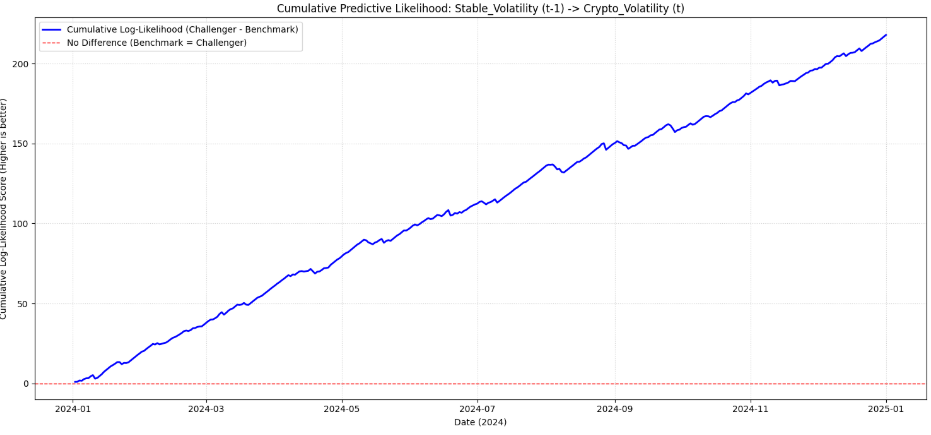 Cumulative Predictive Likelihood: Stable_Volatility (t-1) -> Crypto_Volatility (t)
Cumulative Log-Likelihood (Challenger - Benchmark)
No Difference (Benchmark = Challenger)
Cumulative Log-Likelihood Score (Higher is better)
200
150
100
50
0
2024-01
2024-03
2024-05
2024-07
2024-09
2024-11
2025-01
Date (2024)